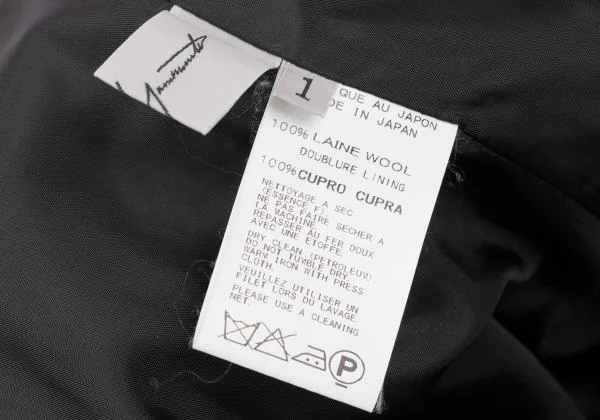 Yamamoto
1
QUE AU JAPON
DE IN JAPAN
100% LAINE WOOL
DOUBLURE LINING
100% CUPRO CUPRA
NETTOYAGE A SEC
(ESSENCE F).
NE PAS FAIRE SECHER A
LA MACHINE.
REPASSER AU FER DOUX
AVEC UNE ETOFFE.
DRY CLEAN (PETROLEUM).
DO NOT TUMBLE DRY.
WARM IRON WITH PRESS
CLOTH.
VEUILLEZ UTILISER UN
FILET LORS DU LAVAGE.
PLEASE USE A CLEANING
NET.
P